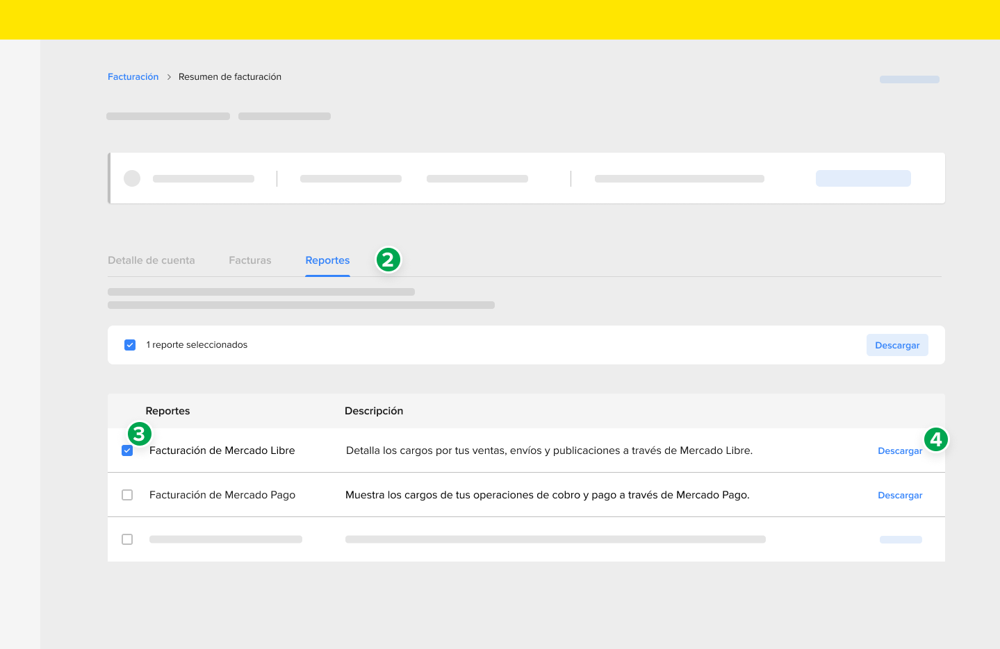 Facturación > Resumen de facturación
Detalle de cuenta Facturas Reportes 2
1 reporte seleccionados Descargar
Reportes Descripción
3 4
Facturación de Mercado Libre Detalla los cargos por tus ventas, envíos y publicaciones a través de Mercado Libre. Descargar
Facturación de Mercado Pago Muestra los cargos de tus operaciones de cobro y pago a través de Mercado Pago. Descargar